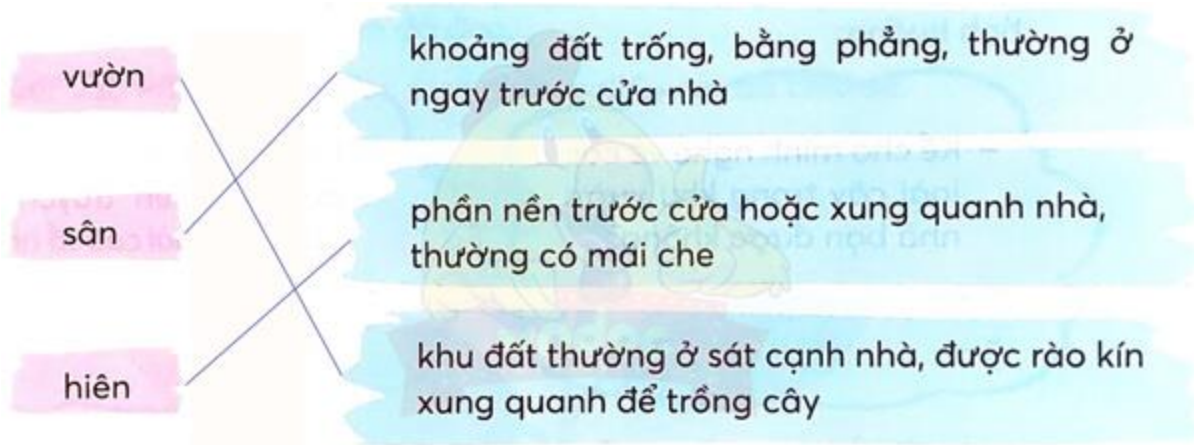 vườn
khoảng đất trống, bằng phẳng, thường ở
ngay trước cửa nhà
sân
phần nền trước cửa hoặc xung quanh nhà,
thường có mái che
hiên
khu đất thường ở sát cạnh nhà, được rào kín
xung quanh để trồng cây